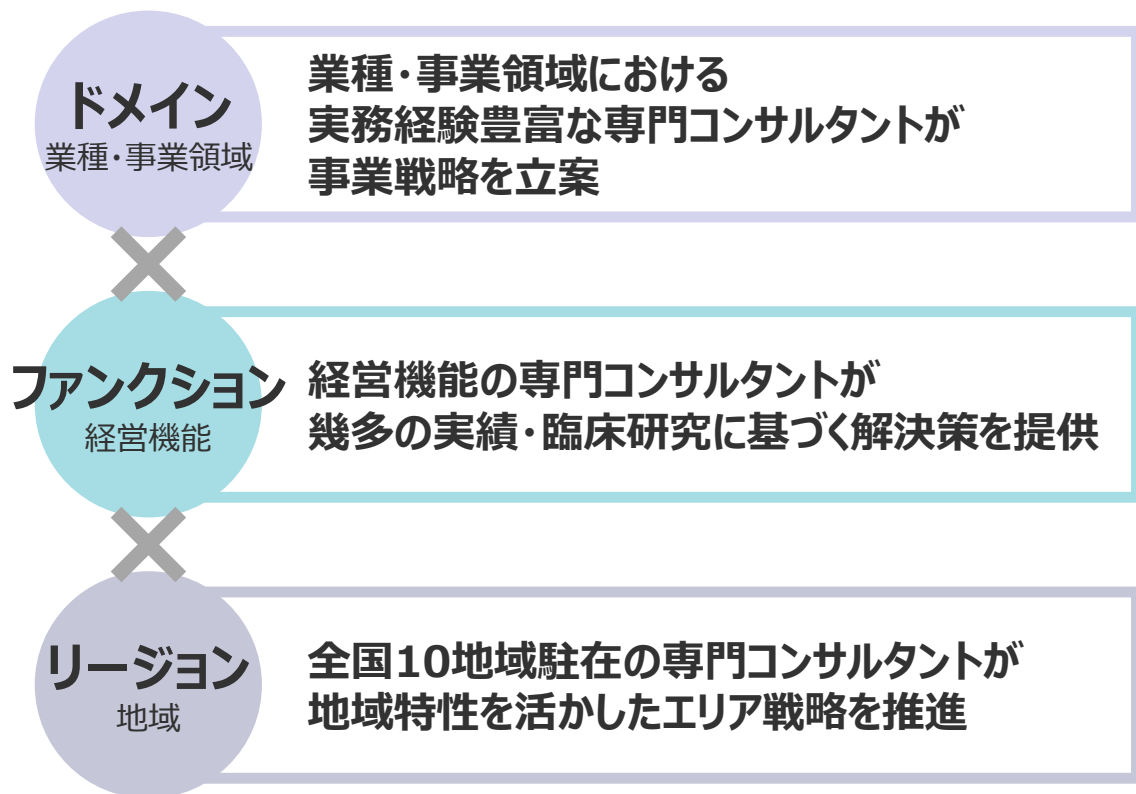 ドメイン
業種・事業領域
業種・事業領域における
実務経験豊富な専門コンサルタントが
事業戦略を立案
ファンクション
経営機能
経営機能の専門コンサルタントが
幾多の実績・臨床研究に基づく解決策を提供
リージョン
地域
全国10地域駐在の専門コンサルタントが
地域特性を活かしたエリア戦略を推進